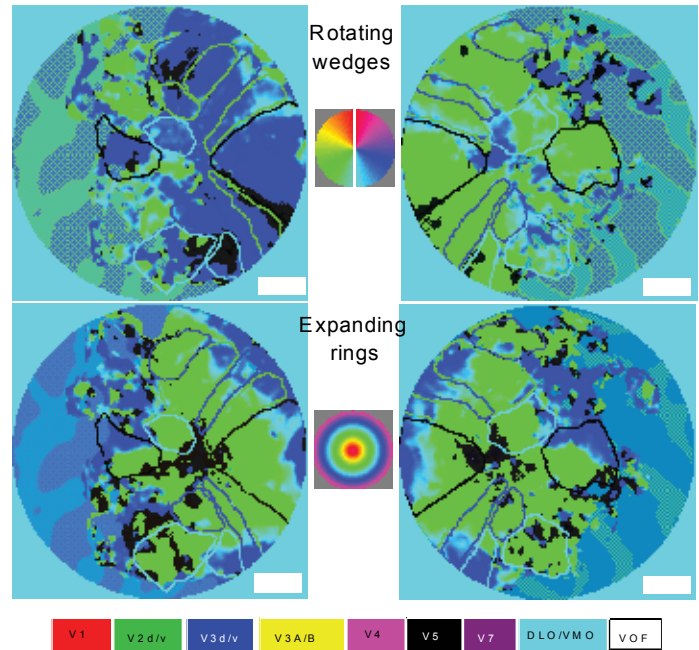 Rotating
wedges
Expanding
rings
V1 V2d/v V3d/v V3A/B V4 V5 V7 DLO/VMO VOF